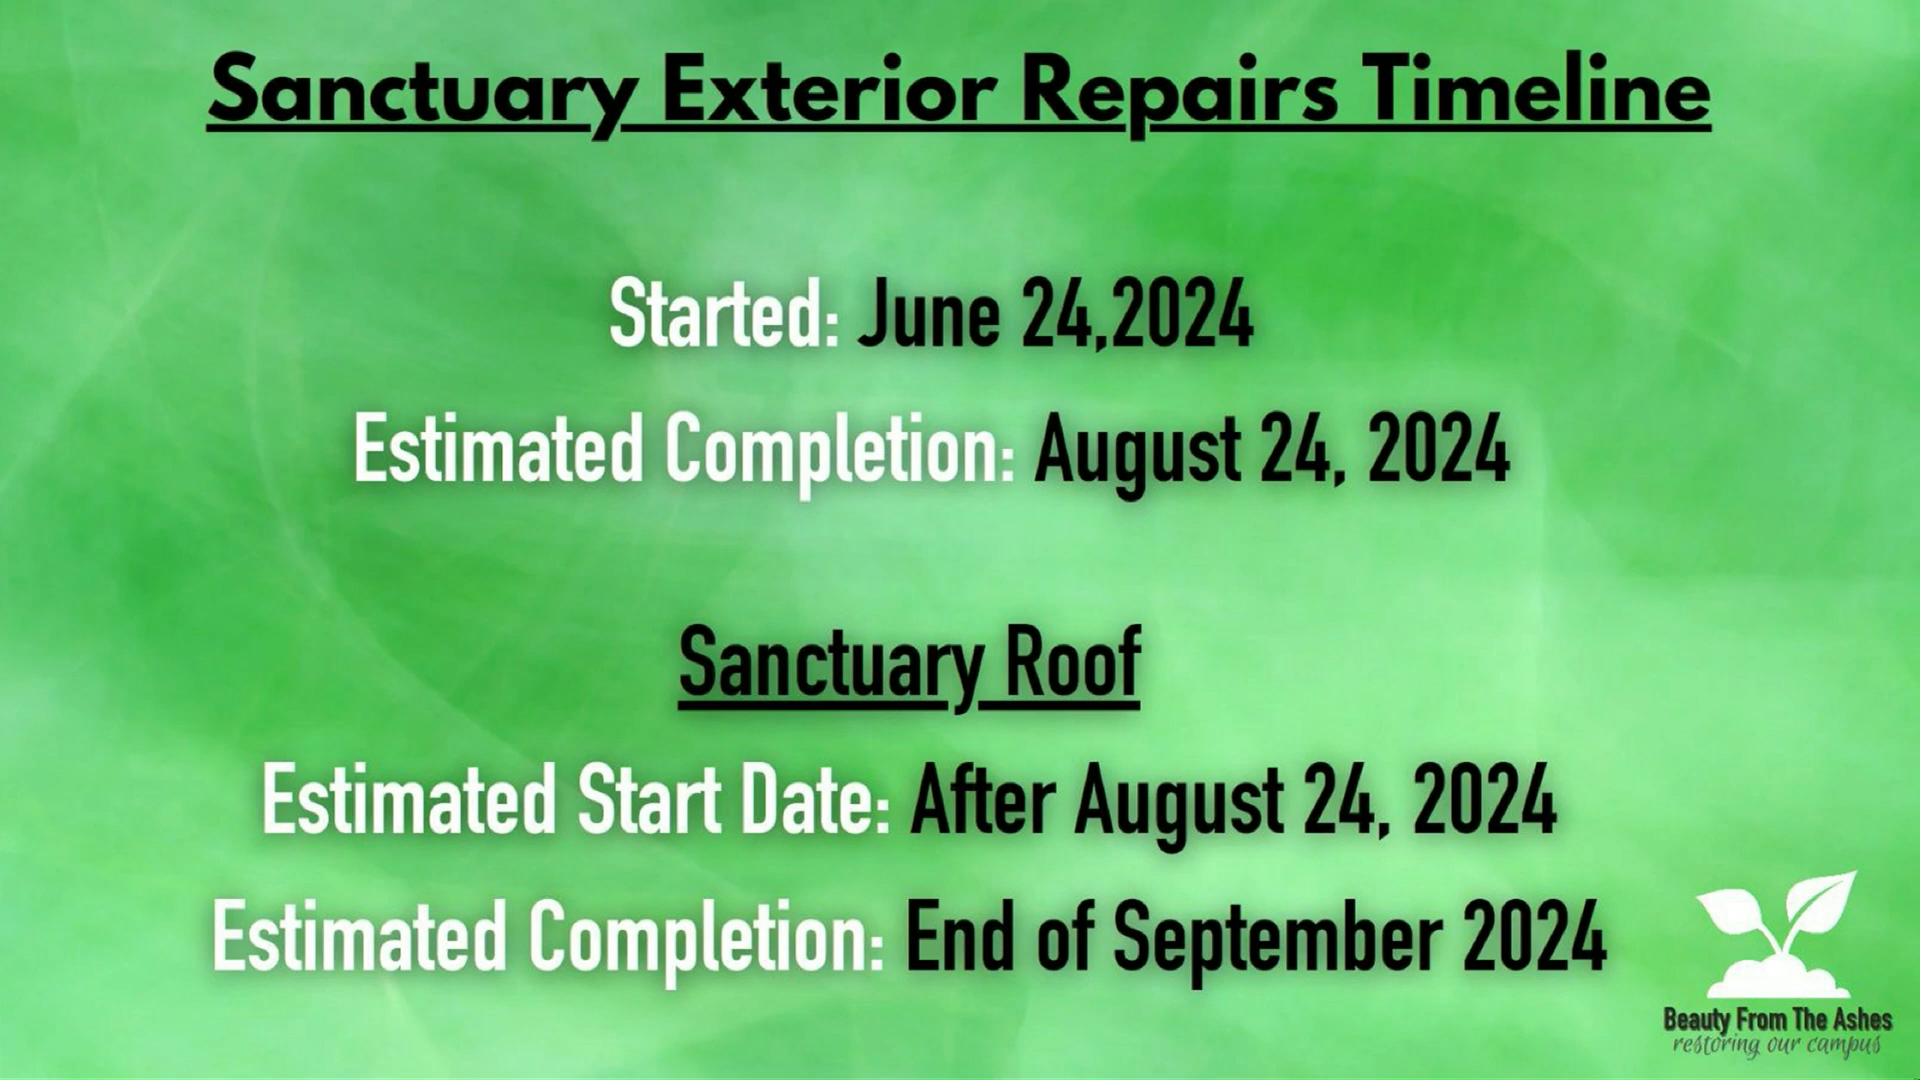 Sanctuary Exterior Repairs Timeline
Started: June 24,2024
Estimated Completion: August 24, 2024
Sanctuary Roof
Estimated Start Date: After August 24, 2024
Estimated Completion: End of September 2024
Beauty From The Ashes
restoring our campus